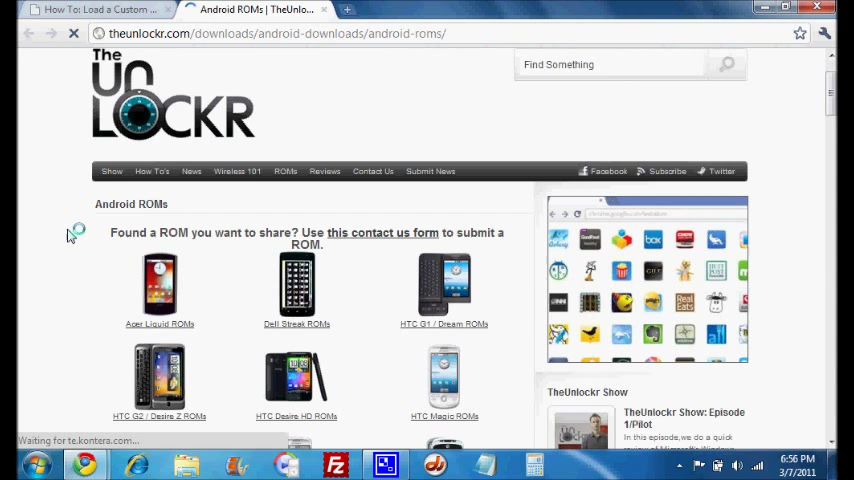 How To: Load a Custom ...
Android ROMs | TheUnlo...
theunlockr.com/downloads/android-downloads/android-roms/
The
UNLOCKR
Find Something
Show How To's News Wireless 101 ROMs Reviews Contact Us Submit News Facebook Subscribe Twitter
Android ROMs
Found a ROM you want to share? Use this contact us form to submit a
ROM.
Acer Liquid ROMs
Dell Streak ROMs
HTC G1 / Dream ROMs
HTC G2 / Desire Z ROMs
HTC Desire HD ROMs
HTC Magic ROMs
box
Real
Eats
TheUnlockr Show
TheUnlockr Show: Episode
1/Pilot
In this episode,we do a quick
Waiting for te.kontera.com...
6:56 PM
3/7/2011